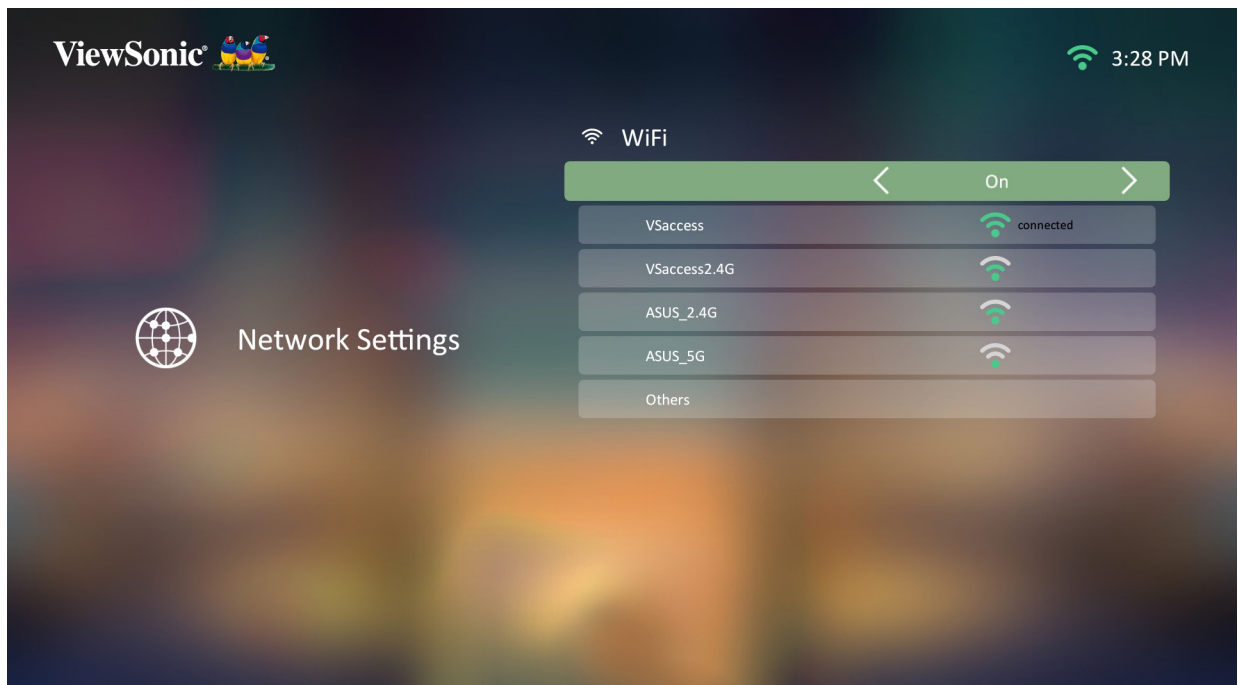 ViewSonic®
3:28 PM
WiFi
On
VSaccess
connected
VSaccess2.4G
ASUS_2.4G
Network Settings
ASUS_5G
Others